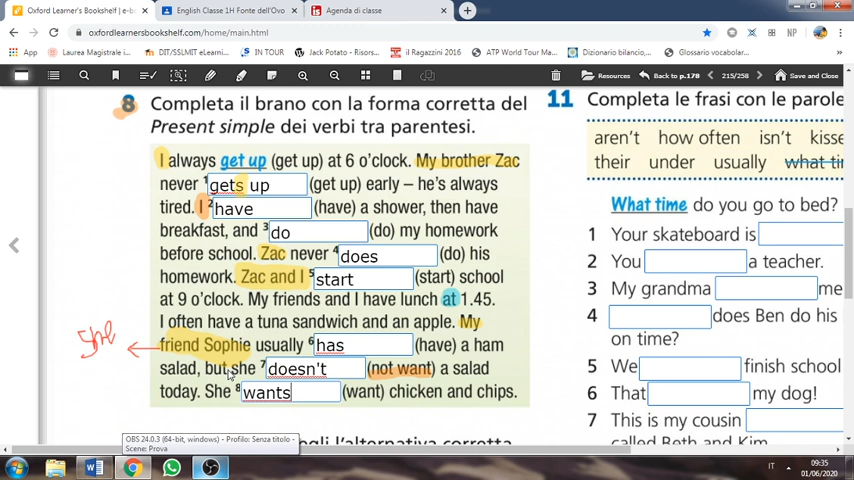 Oxford Learner's Bookshelf | e-b
English Classe 1H Fonte dell'Ovo
Agenda di classe
oxfordlearnersbookshelf.com/home/main.html
NP
App
Bandi
Laurea Magistrale i
DIT/SSLMIT eLearni...
IN TOUR
Jack Potato - Risors...
il Ragazzini 2016
ATP World Tour Ma...
Dizionario bilancio,...
Glossario vocabolar...
Resources
Back to p.178
215/258
Save and Close
8 Completa il brano con la forma corretta del
Present simple dei verbi tra parentesi.
I always get up (get up) at 6 o'clock. My brother Zac
never 1 gets up (get up) early – he's always
tired. I 2 have (have) a shower, then have
breakfast, and 3 do (do) my homework
before school. Zac never 4 does (do) his
homework. Zac and I 5 start (start) school
at 9 o'clock. My friends and I have lunch at 1.45.
I often have a tuna sandwich and an apple. My
friend Sophie usually 6 has (have) a ham
salad, but she 7 doesn't (not want) a salad
today. She 8 wants (want) chicken and chips.
She
11 Completa le frasi con le parole
aren't how often isn't kisse
their under usually what ti
What time do you go to bed?
1 Your skateboard is
2 You a teacher.
3 My grandma me
4 does Ben do his
on time?
5 We finish school
6 That my dog!
7 This is my cousin
called Beth and Kim
OBS 24.0.3 (64-bit, windows) - Profilo: Senza titolo -
Scene: Prova
egli l'alternativa corretta
IT
09:35
01/06/2020